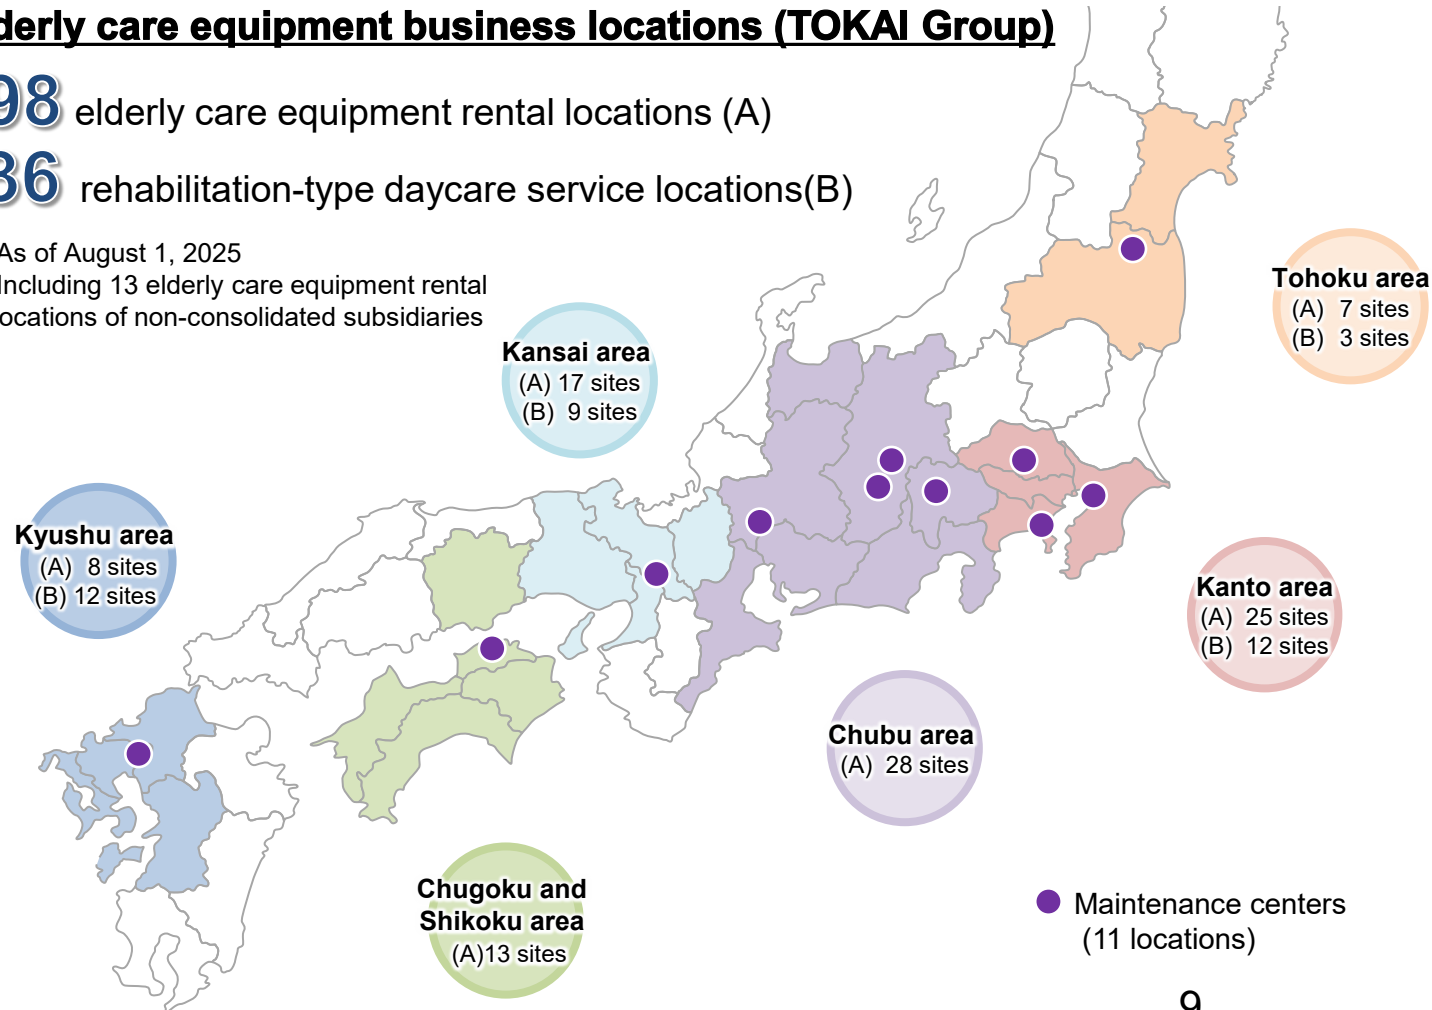 derly care equipment business locations (TOKAI Group)
98 elderly care equipment rental locations (A)
36 rehabilitation-type daycare service locations(B)
As of August 1, 2025
Including 13 elderly care equipment rental
ocations of non-consolidated subsidiaries
Tohoku area
(A) 7 sites
(B) 3 sites
Kansai area
(A) 17 sites
(B) 9 sites
Kyushu area
(A) 8 sites
(B) 12 sites
Kanto area
(A) 25 sites
(B) 12 sites
Chubu area
(A) 28 sites
Chugoku and
Shikoku area
(A)13 sites
Maintenance centers
(11 locations)
9